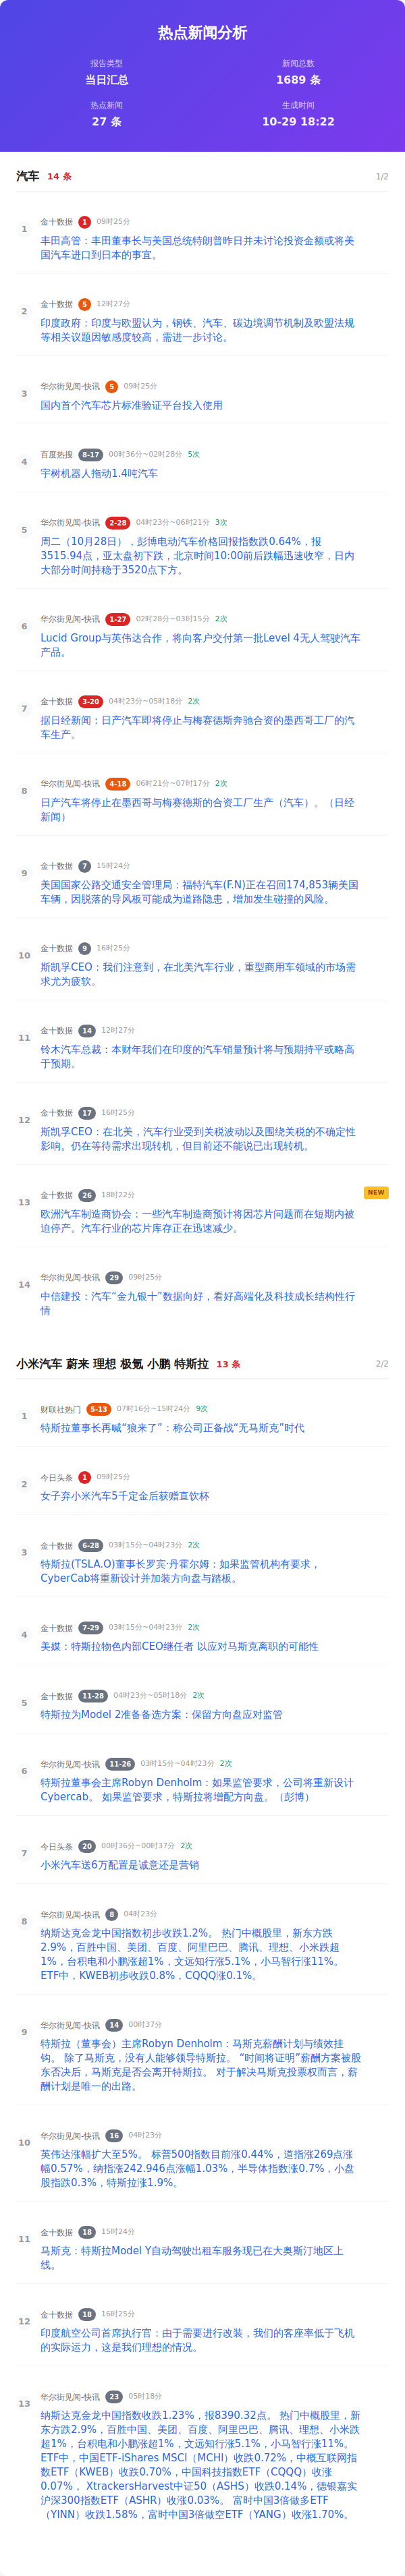 热点新闻分析
报告类型
当日汇总
新闻总数
1689 条
热点新闻
27 条
生成时间
10-29 18:22
汽车 14 条 1/2
1 金十数据 1 09时25分
丰田高管：丰田董事长与美国总统特朗普昨日并未讨论投资金额或将美
国汽车进口到日本的事宜。
2 金十数据 5 12时27分
印度政府：印度与欧盟认为，钢铁、汽车、碳边境调节机制及欧盟法规
等相关议题因敏感度较高，需进一步讨论。
3 华尔街见闻-快讯 5 09时25分
国内首个汽车芯片标准验证平台投入使用
4 百度热搜 8-17 00时36分~02时28分 5次
宇树机器人拖动1.4吨汽车
5 华尔街见闻-快讯 2-28 04时23分~06时21分 3次
周二（10月28日），彭博电动汽车价格回报指数跌0.64%，报
3515.94点，亚太盘初下跌，北京时间10:00前后跌幅迅速收窄，日内
大部分时间持稳于3520点下方。
6 华尔街见闻-快讯 1-27 02时28分~03时15分 2次
Lucid Group与英伟达合作，将向客户交付第一批Level 4无人驾驶汽车
产品。
7 金十数据 3-20 04时23分~05时18分 2次
据日经新闻：日产汽车即将停止与梅赛德斯奔驰合资的墨西哥工厂的汽
车生产。
8 华尔街见闻-快讯 4-18 06时21分~07时17分 2次
日产汽车将停止在墨西哥与梅赛德斯的合资工厂生产（汽车）。（日经
新闻）
9 金十数据 7 15时24分
美国国家公路交通安全管理局：福特汽车(F.N)正在召回174,853辆美国
车辆，因脱落的导风板可能成为道路隐患，增加发生碰撞的风险。
10 金十数据 9 16时25分
斯凯孚CEO：我们注意到，在北美汽车行业，重型商用车领域的市场需
求尤为疲软。
11 金十数据 14 12时27分
铃木汽车总裁：本财年我们在印度的汽车销量预计将与预期持平或略高
于预期。
12 金十数据 17 16时25分
斯凯孚CEO：在北美，汽车行业受到关税波动以及围绕关税的不确定性
影响。仍在等待需求出现转机，但目前还不能说已出现转机。
13 金十数据 26 18时22分 NEW
欧洲汽车制造商协会：一些汽车制造商预计将因芯片问题而在短期内被
迫停产。汽车行业的芯片库存正在迅速减少。
14 华尔街见闻-快讯 29 09时25分
中信建投：汽车“金九银十”数据向好，看好高端化及科技成长结构性行
情
小米汽车 蔚来 理想 极氪 小鹏 特斯拉 13 条 2/2
1 财联社热门 5-13 07时16分~15时24分 9次
特斯拉董事长再喊“狼来了”：称公司正备战“无马斯克”时代
2 今日头条 1 09时25分
女子弃小米汽车5千定金后获赠直饮杯
3 金十数据 6-28 03时15分~04时23分 2次
特斯拉(TSLA.O)董事长罗宾·丹霍尔姆：如果监管机构有要求，
CyberCab将重新设计并加装方向盘与踏板。
4 金十数据 7-29 03时15分~04时23分 2次
美媒：特斯拉物色内部CEO继任者 以应对马斯克离职的可能性
5 金十数据 11-28 04时23分~05时18分 2次
特斯拉为Model 2准备备选方案：保留方向盘应对监管
6 华尔街见闻-快讯 11-26 03时15分~04时23分 2次
特斯拉董事会主席Robyn Denholm：如果监管要求，公司将重新设计
Cybercab。 如果监管要求，特斯拉将增配方向盘。（彭博）
7 今日头条 20 00时36分~00时37分 2次
小米汽车送6万配置是诚意还是营销
8 华尔街见闻-快讯 8 04时23分
纳斯达克金龙中国指数初步收跌1.2%。 热门中概股里，新东方跌
2.9%，百胜中国、美团、百度、阿里巴巴、腾讯、理想、小米跌超
1%，台积电和小鹏涨超1%，文远知行涨5.1%，小马智行涨11%。
ETF中，KWEB初步收跌0.8%，CQQQ涨0.1%。
9 华尔街见闻-快讯 14 00时37分
特斯拉（董事会）主席Robyn Denholm：马斯克薪酬计划与绩效挂
钩。 除了马斯克，没有人能够领导特斯拉。 “时间将证明”薪酬方案被股
东否决后，马斯克是否会离开特斯拉。 对于解决马斯克投票权而言，薪
酬计划是唯一的出路。
10 华尔街见闻-快讯 16 04时23分
英伟达涨幅扩大至5%。 标普500指数目前涨0.44%，道指涨269点涨
幅0.57%，纳指涨242.946点涨幅1.03%，半导体指数涨0.7%，小盘
股指跌0.3%，特斯拉涨1.9%。
11 金十数据 18 15时24分
马斯克：特斯拉Model Y自动驾驶出租车服务现已在大奥斯汀地区上
线。
12 金十数据 18 16时25分
印度航空公司首席执行官：由于需要进行改装，我们的客座率低于飞机
的实际运力，这是我们理想的情况。
13 华尔街见闻-快讯 23 05时18分
纳斯达克金龙中国指数收跌1.23%，报8390.32点。 热门中概股里，新
东方跌2.9%，百胜中国、美团、百度、阿里巴巴、腾讯、理想、小米跌
超1%，台积电和小鹏涨超1%，文远知行涨5.1%，小马智行涨11%。
ETF中，中国ETF-iShares MSCI（MCHI）收跌0.72%，中概互联网指
数ETF（KWEB）收跌0.70%，中国科技指数ETF（CQQQ）收涨
0.07%， XtrackersHarvest中证50（ASHS）收跌0.14%，德银嘉实
沪深300指数ETF（ASHR）收涨0.03%。 富时中国3倍做多ETF
（YINN）收跌1.58%，富时中国3倍做空ETF（YANG）收涨1.70%。